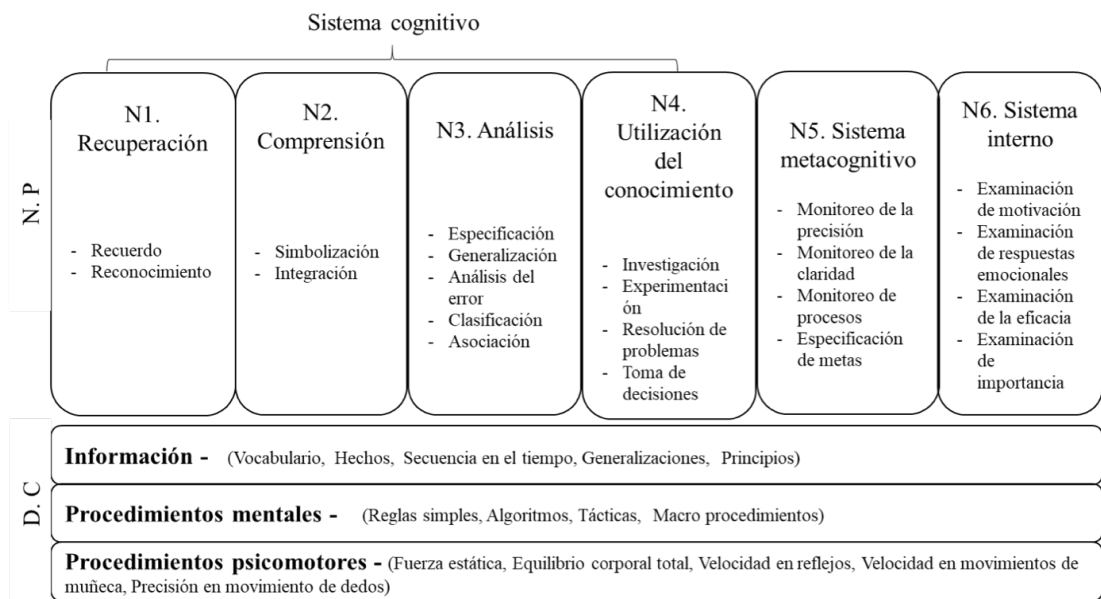 Sistema cognitivo
N. P
N1.
Recuperación
- Recuerdo
- Reconocimiento
N2.
Comprensión
- Simbolización
- Integración
N3. Análisis
- Especificación
- Generalización
- Análisis del
error
- Clasificación
- Asociación
N4.
Utilización
del
conocimiento
- Investigación
- Experimentaci
ón
- Resolución de
problemas
- Toma de
decisiones
N5. Sistema
metacognitivo
- Monitoreo de la
precisión
- Monitoreo de la
claridad
- Monitoreo de
procesos
- Especificación
de metas
N6. Sistema
interno
- Examinación
de motivación
- Examinación
de respuestas
emocionales
- Examinación
de la eficacia
- Examinación
de
importancia
D. C
Información - (Vocabulario, Hechos, Secuencia en el tiempo, Generalizaciones, Principios)
Procedimientos mentales - (Reglas simples, Algoritmos, Tácticas, Macro procedimientos)
Procedimientos psicomotores - (Fuerza estática, Equilibrio corporal total, Velocidad en reflejos, Velocidad en movimientos de
muñeca, Precisión en movimiento de dedos)